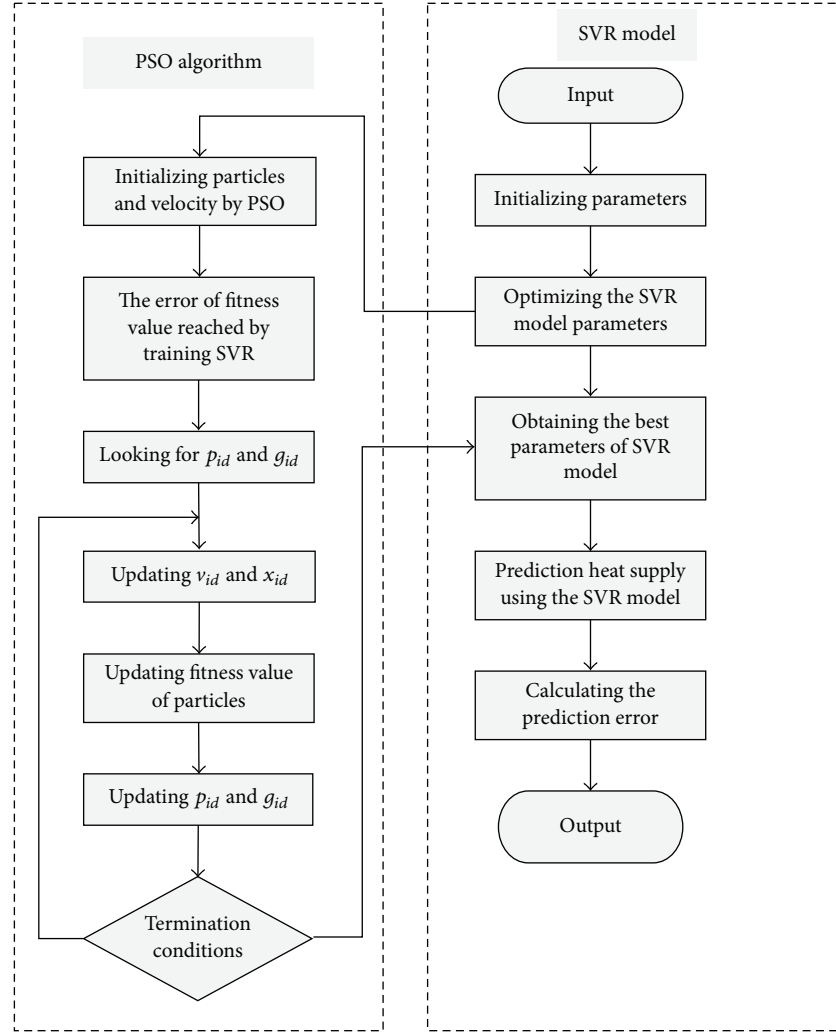 PSO algorithm
Initializing particles
and velocity by PSO
The error of fitness
value reached by
training SVR
Looking for p_id and g_id
Updating v_id and x_id
Updating fitness value
of particles
Updating p_id and g_id
Termination
conditions
SVR model
Input
Initializing parameters
Optimizing the SVR
model parameters
Obtaining the best
parameters of SVR
model
Prediction heat supply
using the SVR model
Calculating the
prediction error
Output